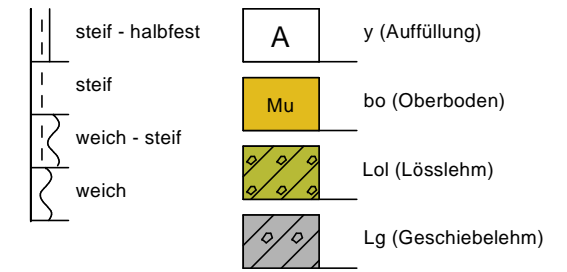 steif - halbfest
steif
weich - steif
weich
A
y (Auffüllung)
Mu
bo (Oberboden)
Lol (Lösslehm)
Lg (Geschiebelehm)